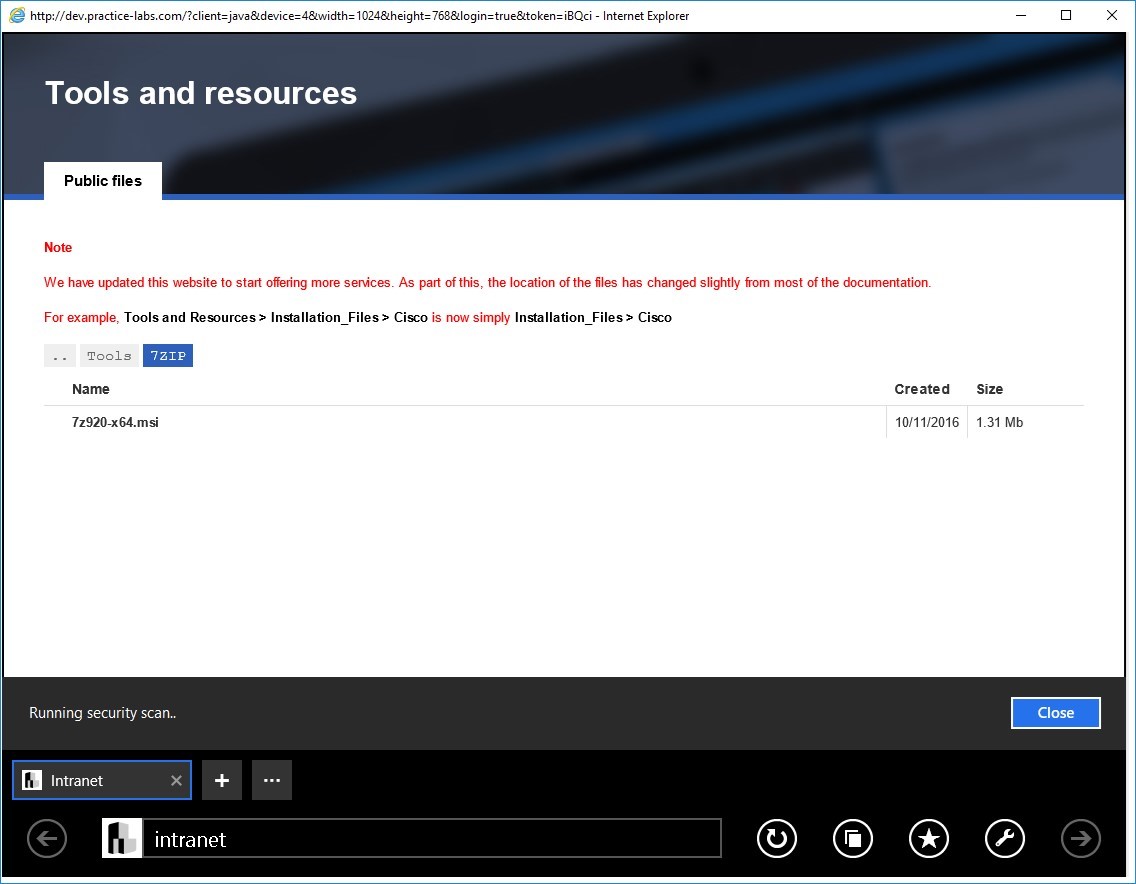 http://dev.practice-labs.com/?client=java&device=4&width=1024&height=768&login=true&token=iBQci - Internet Explorer
Tools and resources
Public files
Note
We have updated this website to start offering more services. As part of this, the location of the files has changed slightly from most of the documentation.
For example, Tools and Resources > Installation_Files > Cisco is now simply Installation_Files > Cisco
.. Tools 7ZIP
Name Created Size
7z920-x64.msi 10/11/2016 1.31 Mb
Running security scan.. Close
Intranet
intranet